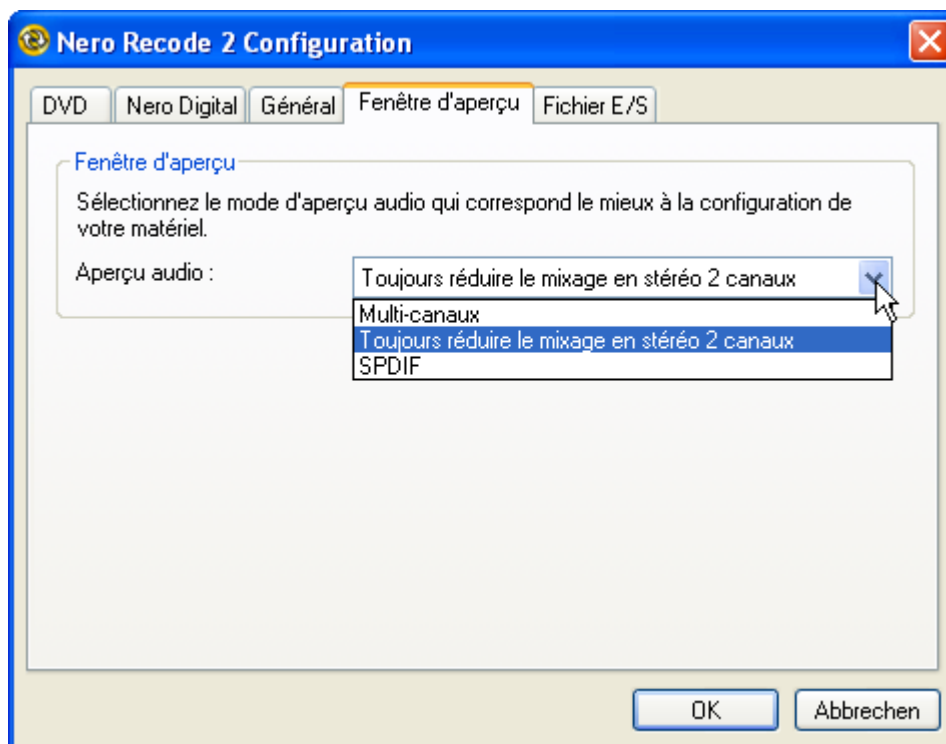 Nero Recode 2 Configuration
DVD
Nero Digital
Général
Fenêtre d'aperçu
Fichier E/S
Fenêtre d'aperçu
Sélectionnez le mode d'aperçu audio qui correspond le mieux à la configuration de
votre matériel.
Aperçu audio :
Toujours réduire le mixage en stéréo 2 canaux
Multi-canaux
Toujours réduire le mixage en stéréo 2 canaux
SPDIF
OK
Abbrechen